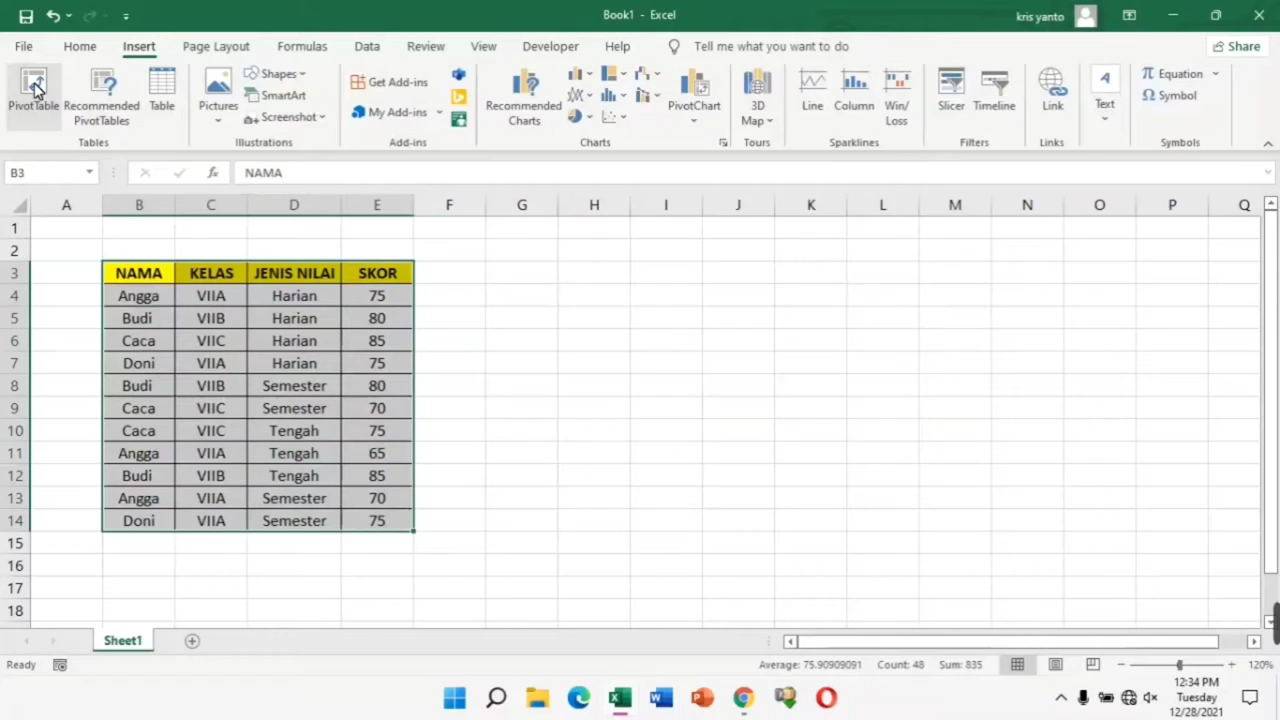 Book1 - Excel
kris yanto
File Home Insert Page Layout Formulas Data Review View Developer Help Tell me what you want to do Share
PivotTable
Recommended PivotTables
Table
Pictures
Shapes
SmartArt
Screenshot
Get Add-ins
My Add-ins
Recommended Charts
PivotChart
3D Map
Line
Column
Win/Loss
Slicer
Timeline
Link
Text
Equation
Symbol
Tables Illustrations Add-ins Charts Tours Sparklines Filters Links Symbols
B3 fx NAMA
A B C D E F G H I J K L M N O P Q
1
2
3 NAMA KELAS JENIS NILAI SKOR
4 Angga VIIA Harian 75
5 Budi VIIB Harian 80
6 Caca VIIC Harian 85
7 Doni VIIA Harian 75
8 Budi VIIB Semester 80
9 Caca VIIC Semester 70
10 Caca VIIC Tengah 75
11 Angga VIIA Tengah 65
12 Budi VIIB Tengah 85
13 Angga VIIA Semester 70
14 Doni VIIA Semester 75
15
16
17
18
Sheet1
Ready Average: 75.90909091 Count: 48 Sum: 835 120%
12:34 PM
Tuesday
12/28/2021